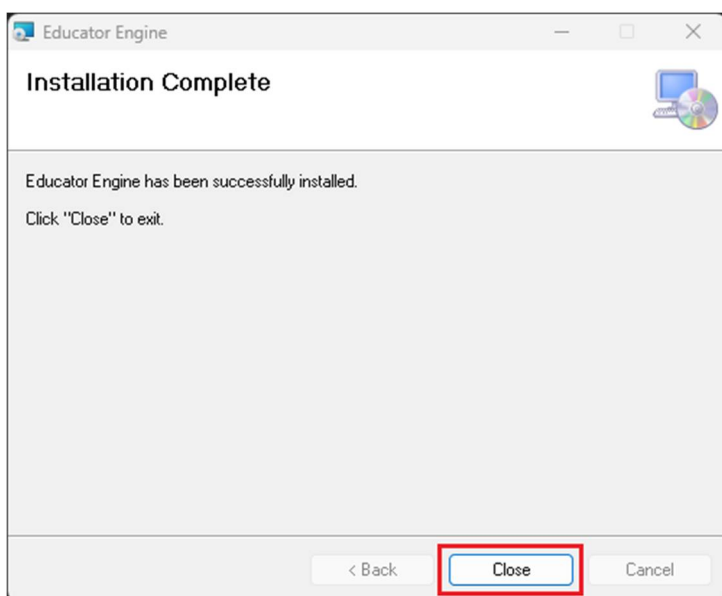 Educator Engine
Installation Complete
Educator Engine has been successfully installed.
Click "Close" to exit.
< Back
Close
Cancel